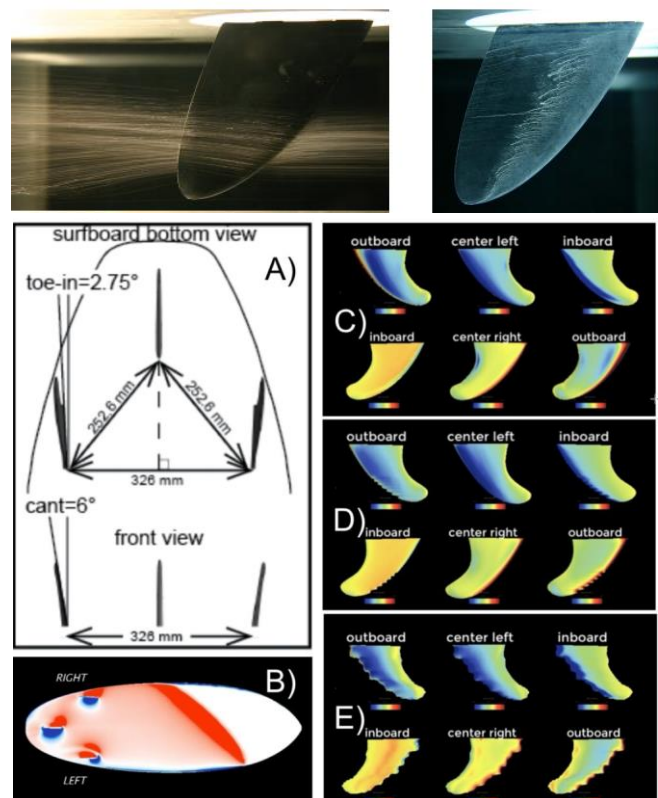 surfboard bottom view
A)
toe-in=2.75°
252.6 mm
252.6 mm
326 mm
cant=6°
front view
326 mm
B)
RIGHT
LEFT
C)
outboard center left inboard
inboard center right outboard
D)
outboard center left inboard
inboard center right outboard
E)
outboard center left inboard
inboard center right outboard